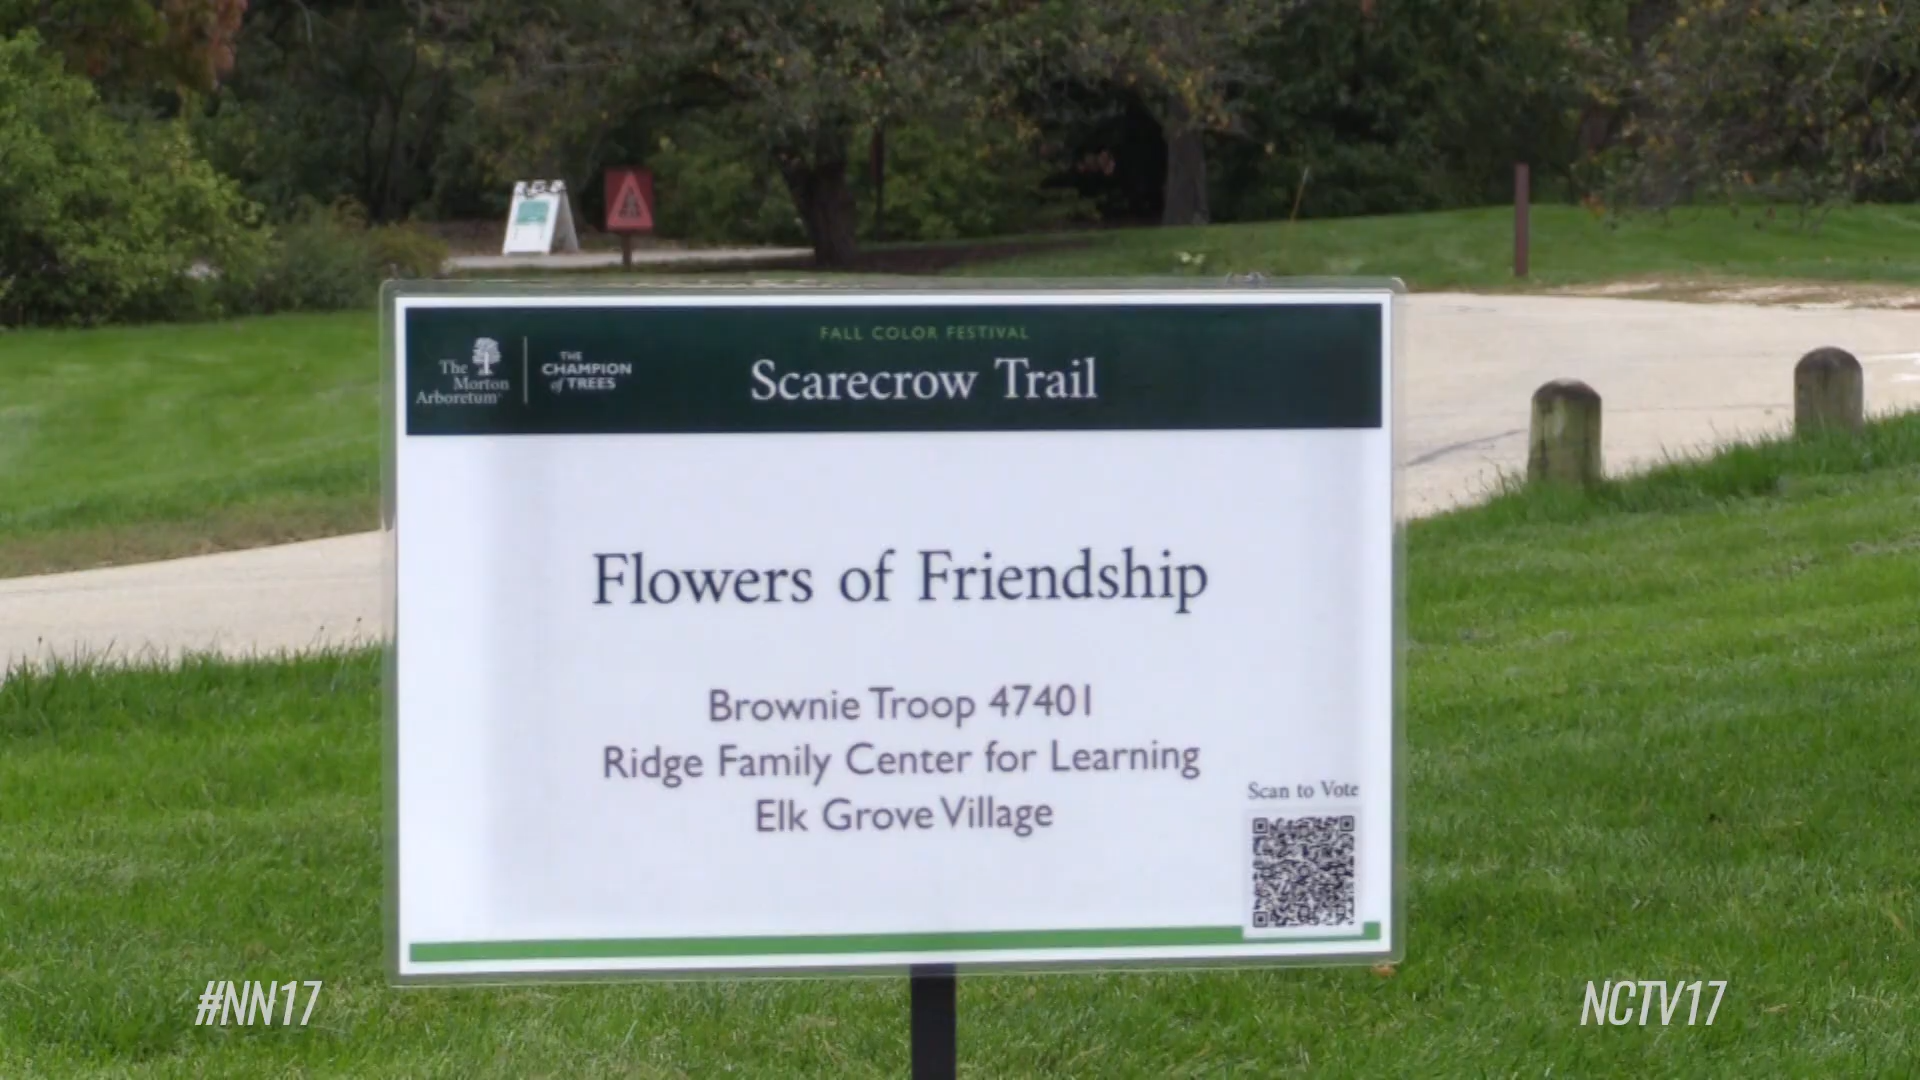 FALL COLOR FESTIVAL
Scarecrow Trail
The
Morton
Arboretum
THE
CHAMPION
of TREES
Flowers of Friendship
Brownie Troop 47401
Ridge Family Center for Learning
Elk Grove Village
Scan to Vote
#NN17
NCTV17